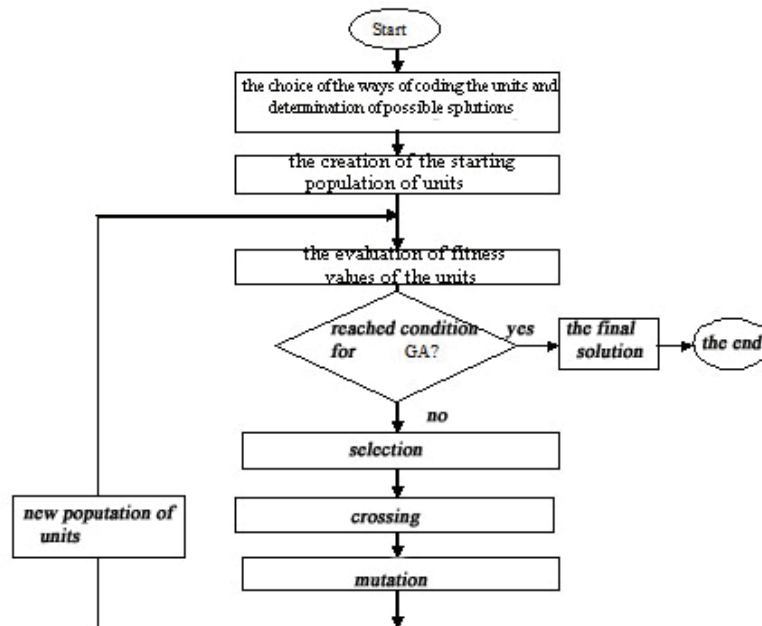 Start
the choice of the ways of coding the units and
determination of possible splutions
the creation of the starting
population of units
the evaluation of fitness
values of the units
reached condition
for GA?
yes
the final
solution
the end
no
selection
crossing
mutation
new poputation of
units